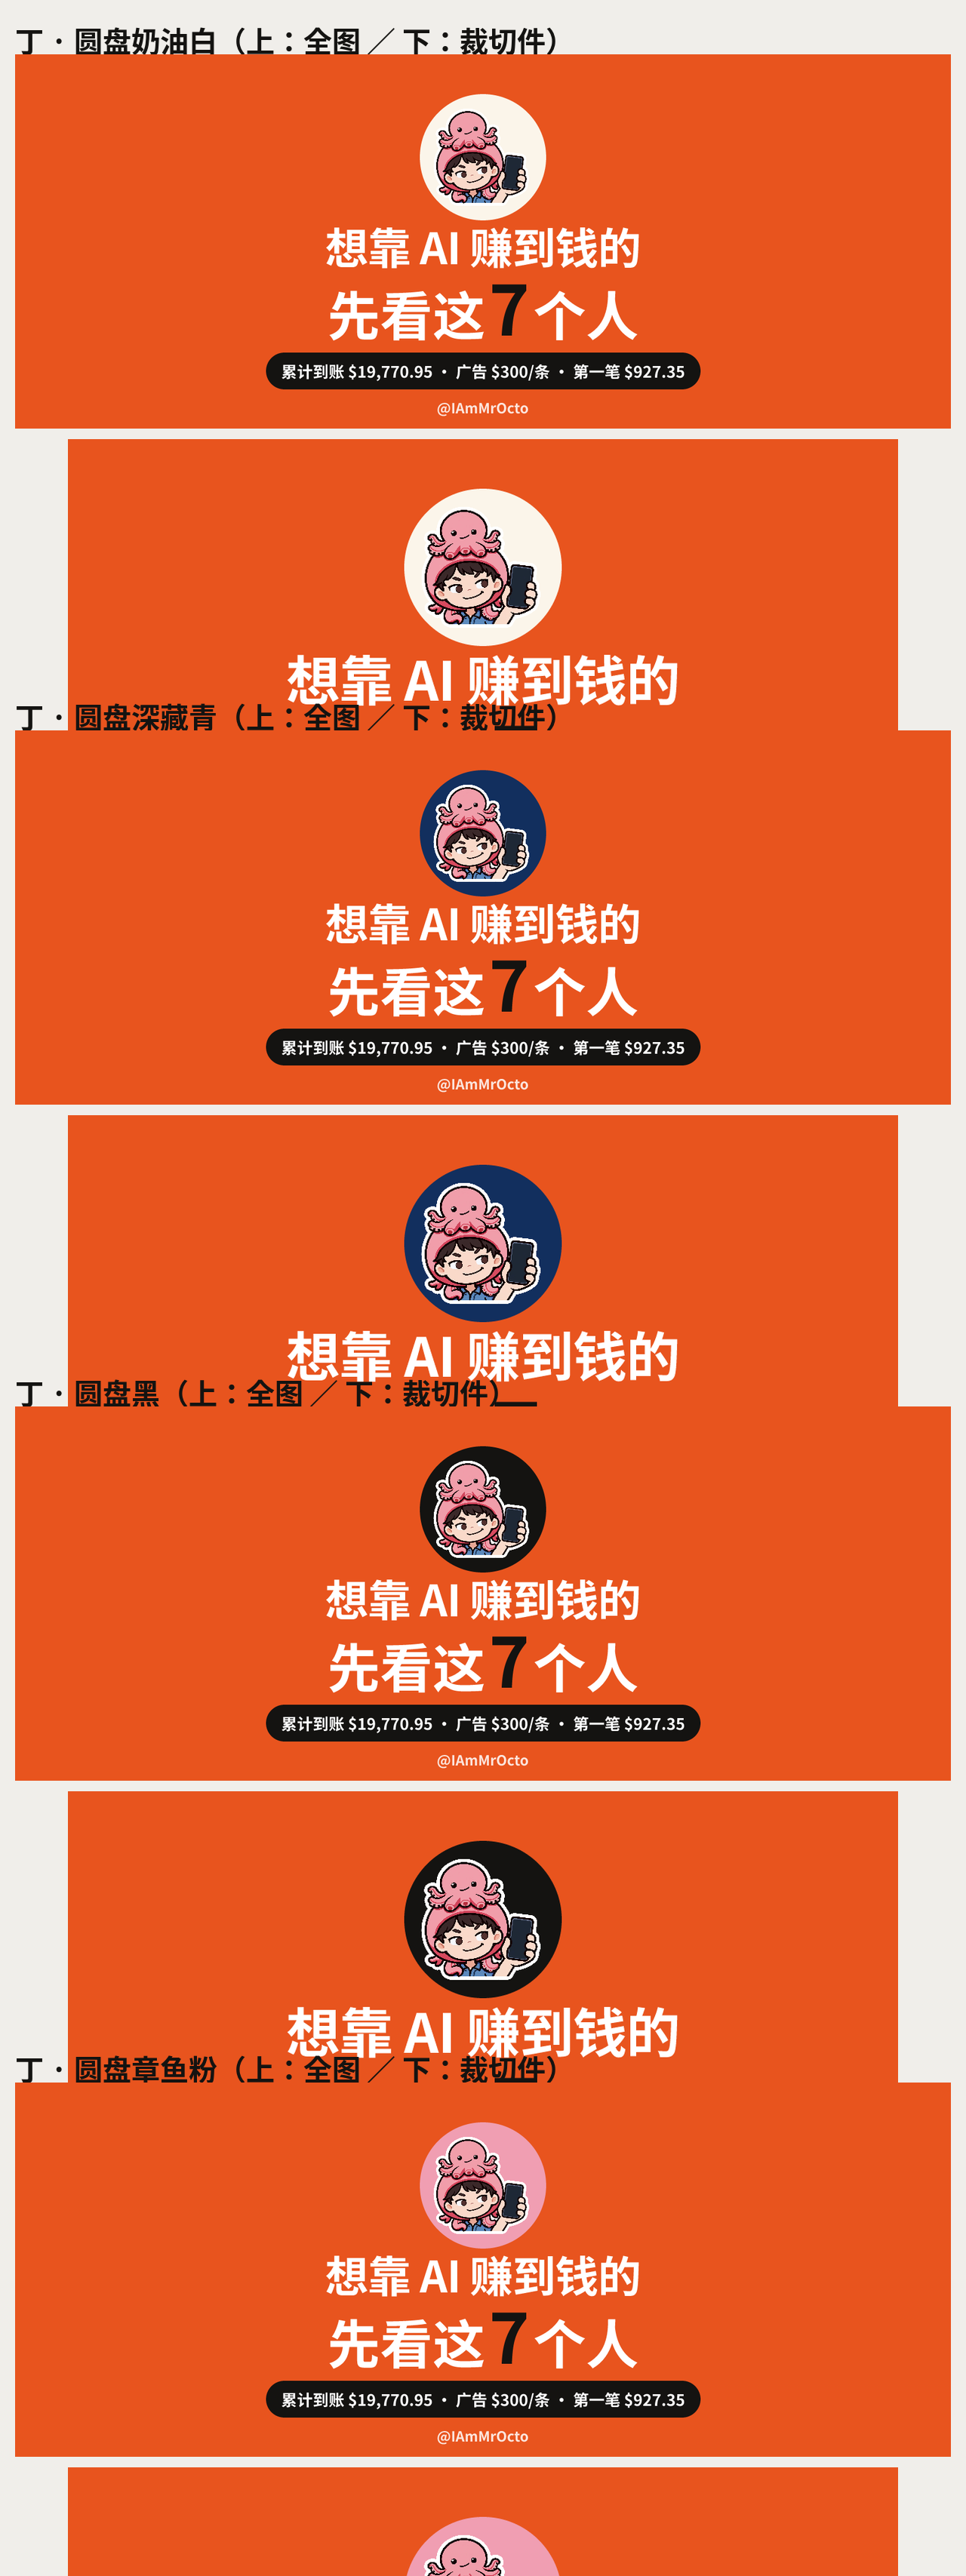 丁 · 圆盘奶油白（上：全图 ／ 下：裁切件）
想靠 AI 赚到钱的
先看这7个人
累计到账 $19,770.95 · 广告 $300/条 · 第一笔 $927.35
@IAmMrOcto
想靠 AI 赚到钱的
丁 · 圆盘深藏青（上：全图 ／ 下：裁切件）
想靠 AI 赚到钱的
先看这7个人
累计到账 $19,770.95 · 广告 $300/条 · 第一笔 $927.35
@IAmMrOcto
想靠 AI 赚到钱的
丁 · 圆盘黑（上：全图 ／ 下：裁切件）
想靠 AI 赚到钱的
先看这7个人
累计到账 $19,770.95 · 广告 $300/条 · 第一笔 $927.35
@IAmMrOcto
想靠 AI 赚到钱的
丁 · 圆盘章鱼粉（上：全图 ／ 下：裁切件）
想靠 AI 赚到钱的
先看这7个人
累计到账 $19,770.95 · 广告 $300/条 · 第一笔 $927.35
@IAmMrOcto